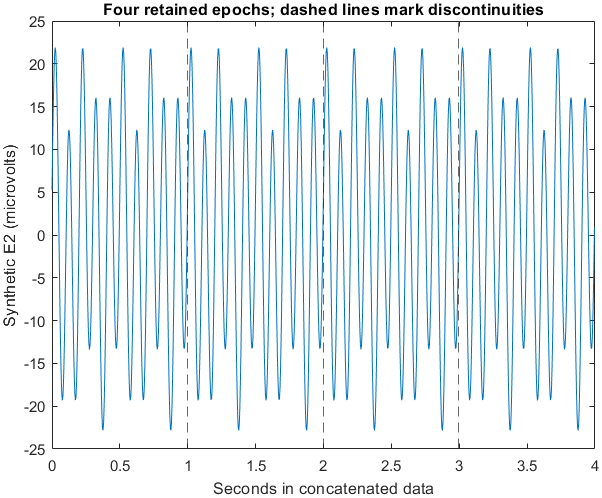 Four retained epochs; dashed lines mark discontinuities
25
20
15
10
5
0
-5
-10
-15
-20
-25
Synthetic E2 (microvolts)
0 0.5 1 1.5 2 2.5 3 3.5 4
Seconds in concatenated data